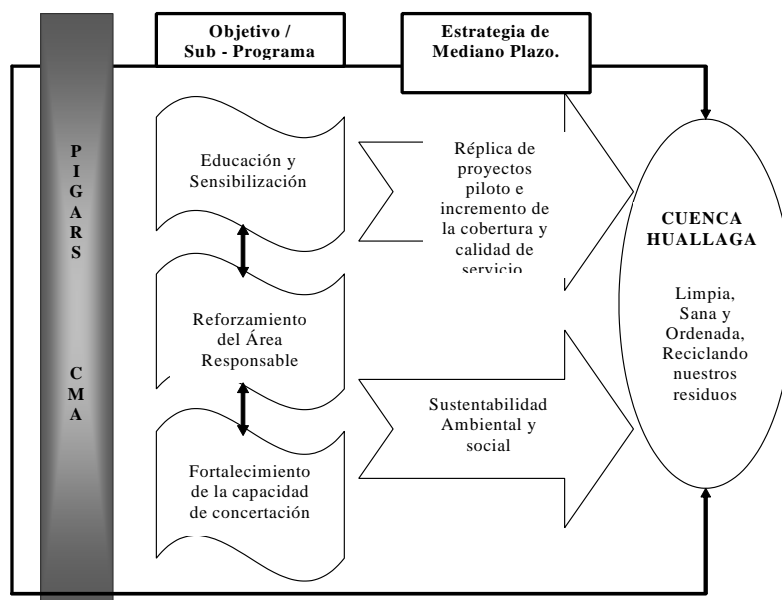 Objetivo /
Sub - Programa
Estrategia de
Mediano Plazo.
P
I
G
A
R
S
C
M
A
Educación y
Sensibilización
Reforzamiento
del Área
Responsable
Fortalecimiento
de la capacidad
de concertación
Réplica de
proyectos
piloto e
incremento de
la cobertura y
calidad de
servicio
Sustentabilidad
Ambiental y
social
CUENCA
HUALLAGA
Limpia,
Sana y
Ordenada,
Reciclando
nuestros
residuos